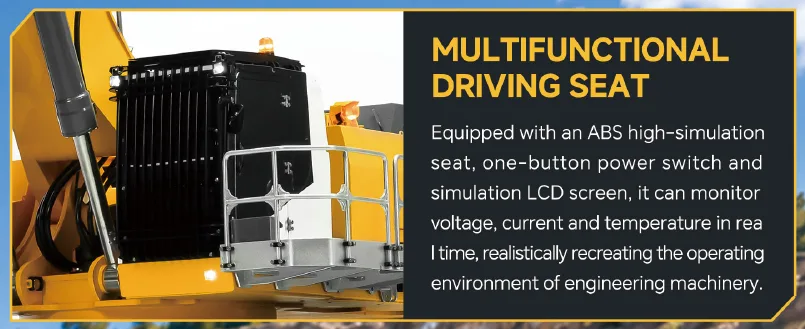 MULTIFUNCTIONAL
DRIVING SEAT
Equipped with an ABS high-simulation
seat, one-button power switch and
simulation LCD screen, it can monitor
voltage, current and temperature in rea
l time, realistically recreating the operating
environment of engineering machinery.